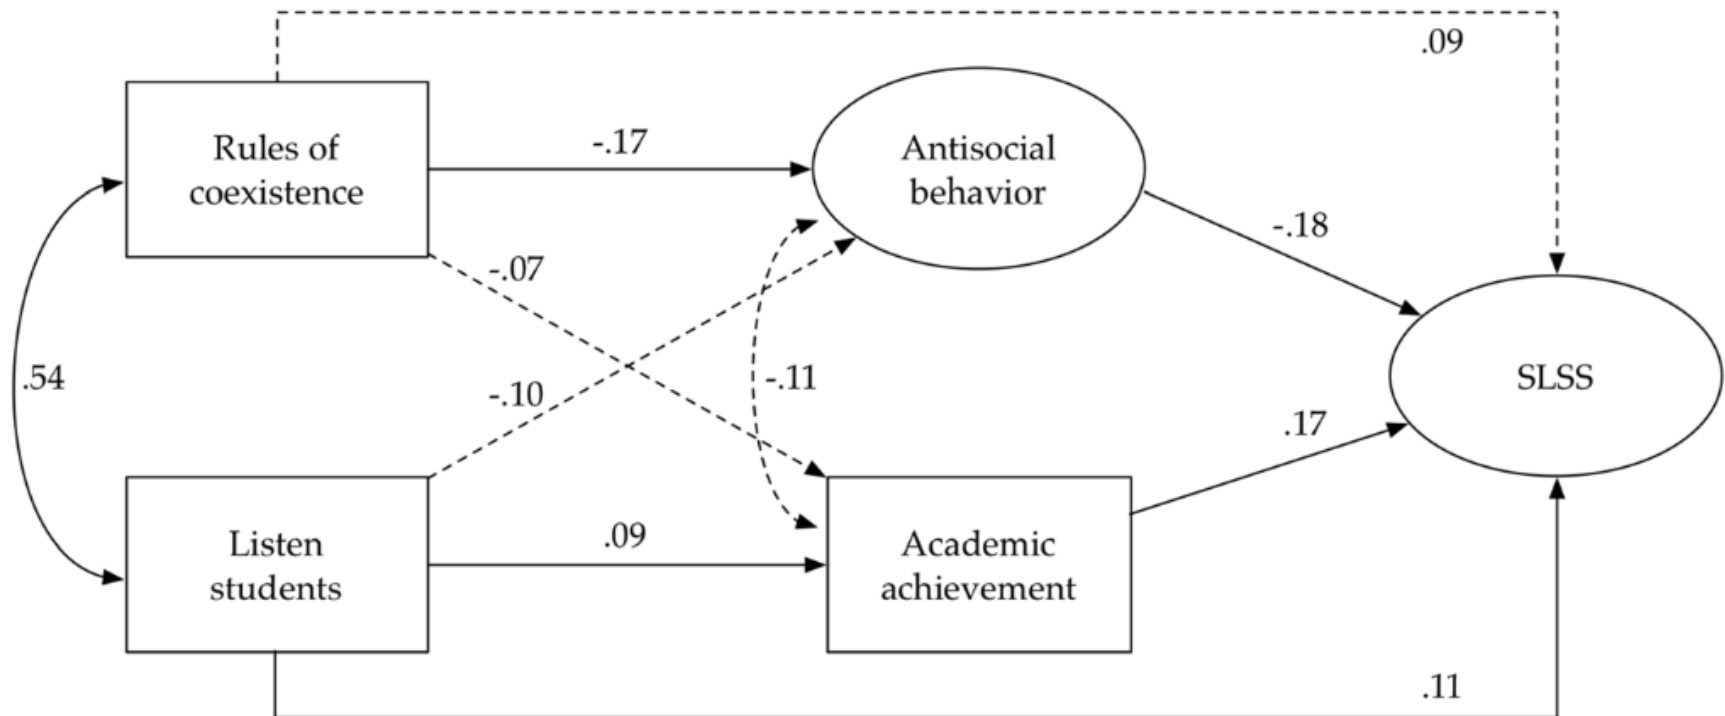 .09
Rules of
coexistence
-.17
Antisocial
behavior
-.18
-.07
.54
-.10
-.11
SLSS
.17
Listen
students
.09
Academic
achievement
.11